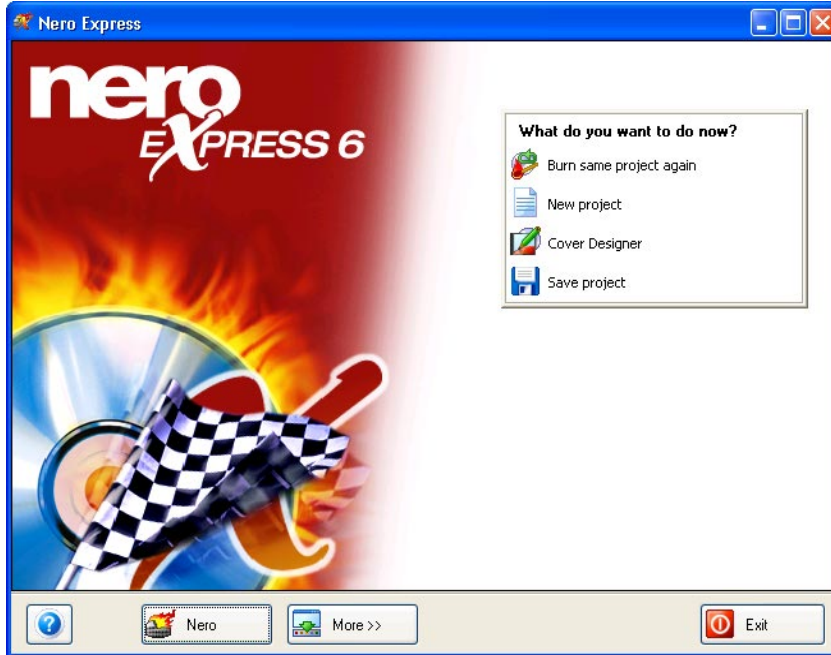 Nero Express
nero
EXPRESS 6
What do you want to do now?
Burn same project again
New project
Cover Designer
Save project
Nero
More >>
Exit